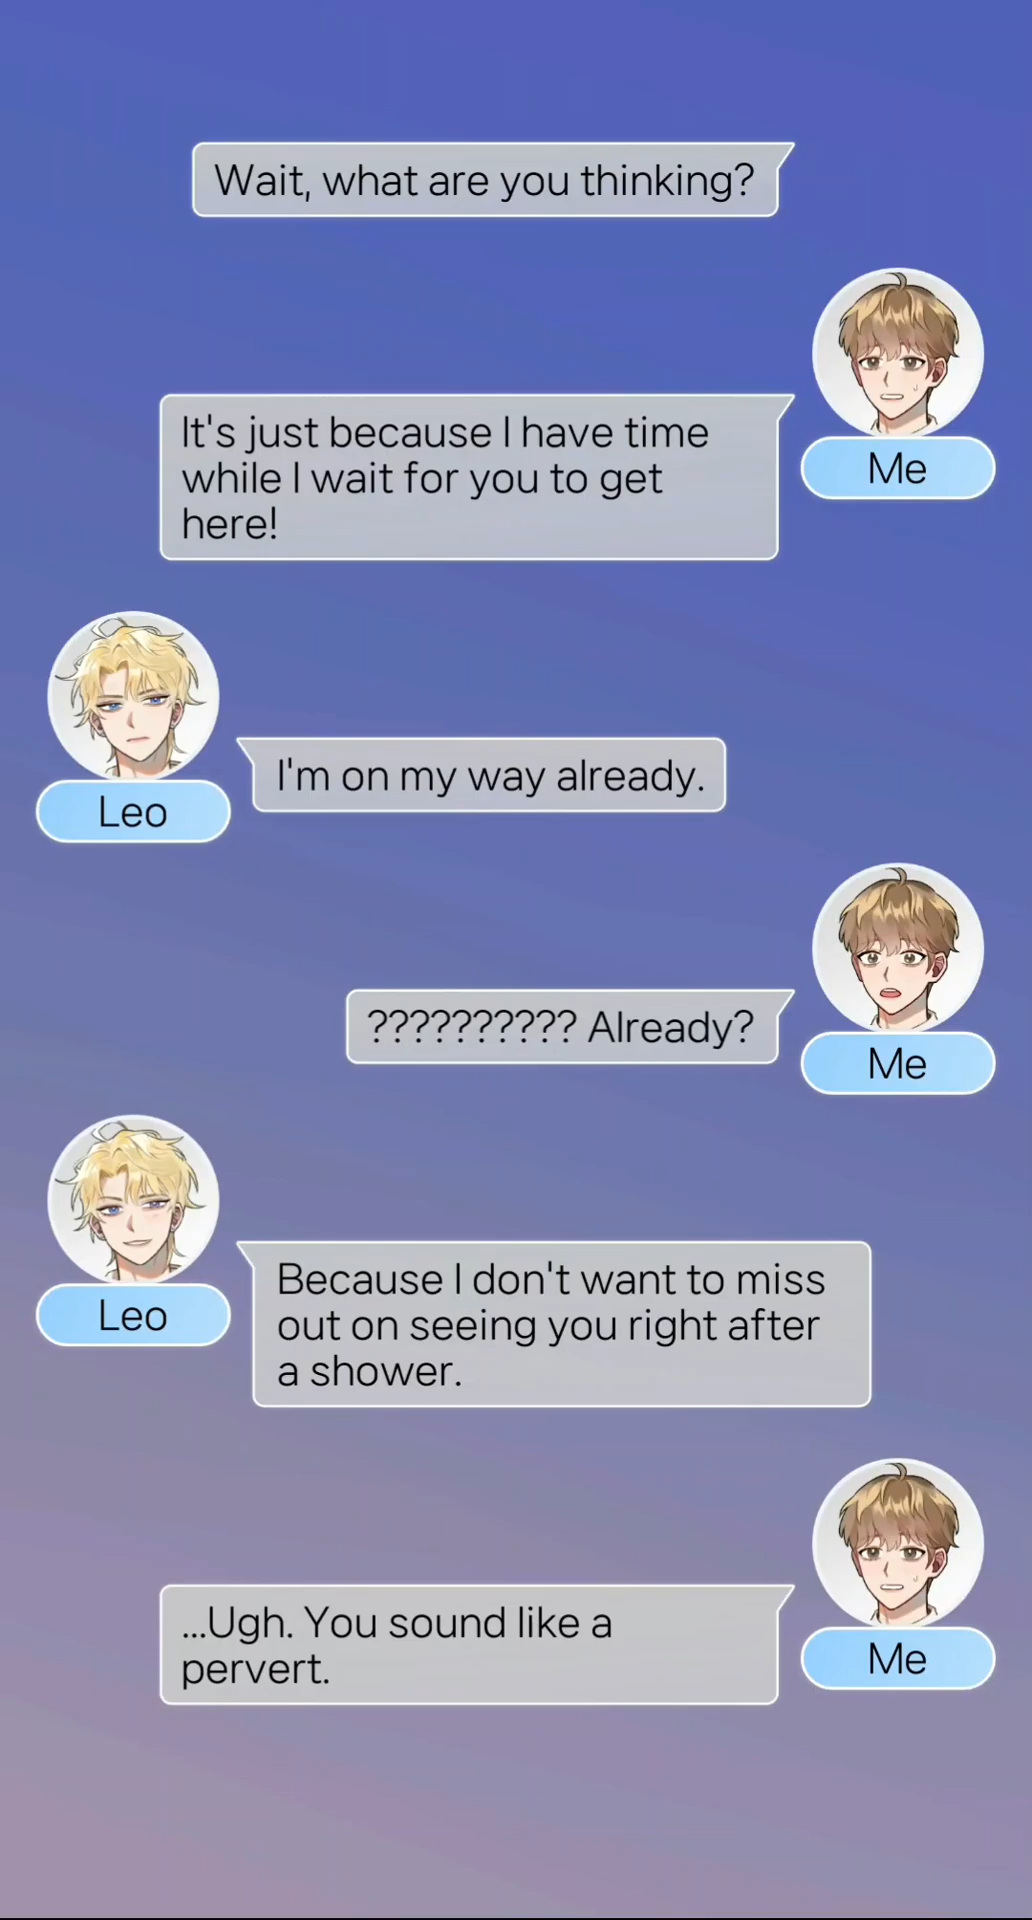 Wait, what are you thinking?
It's just because I have time
while I wait for you to get
here!
Me
Leo
I'm on my way already.
?????????? Already?
Me
Leo
Because I don't want to miss
out on seeing you right after
a shower.
...Ugh. You sound like a
pervert.
Me